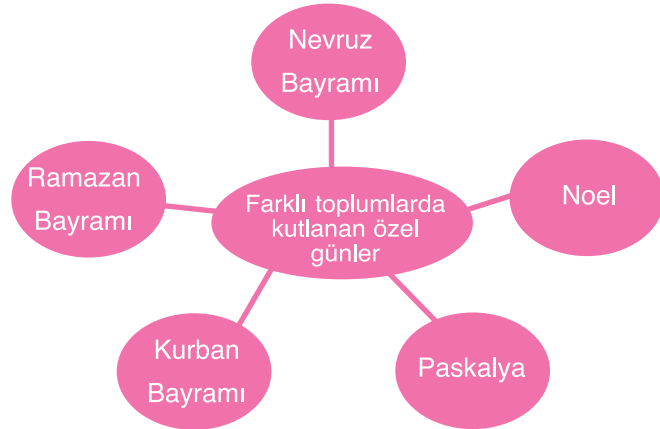 Nevruz
Bayramı
Ramazan
Bayramı
Farklı toplumlarda
kutlanan özel
günler
Noel
Kurban
Bayramı
Paskalya